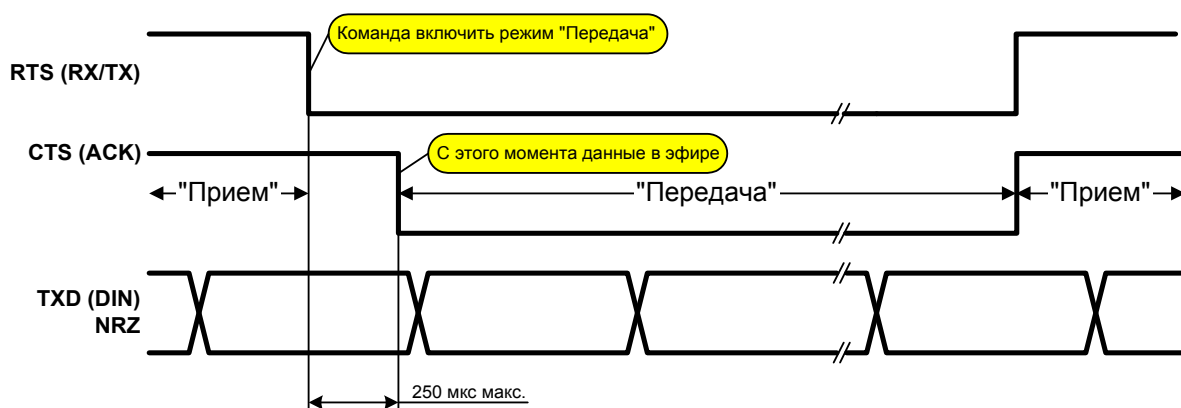 Команда включить режим "Передача"
RTS (RX/TX)
CTS (ACK)
С этого момента данные в эфире
"Прием"
"Передача"
"Прием"
TXD (DIN)
NRZ
250 мкс макс.